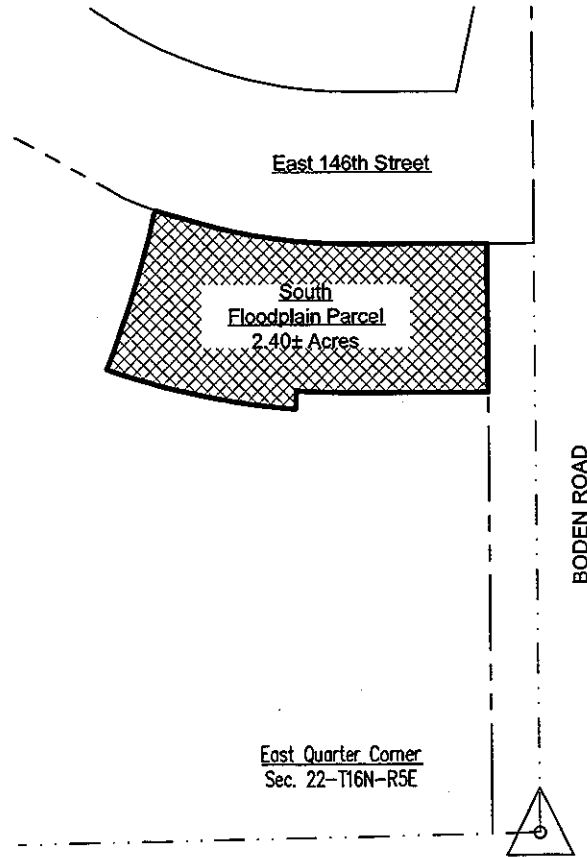 East 146th Street
South
Floodplain Parcel
2.40± Acres
BODEN ROAD
East Quarter Corner
Sec. 22-T16N-R5E